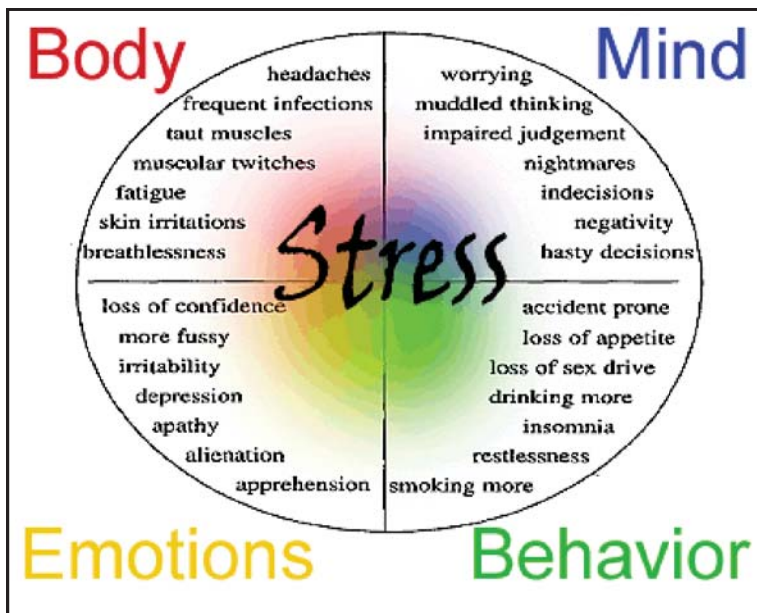 Body
headaches
frequent infections
taut muscles
muscular twitches
fatigue
skin irritations
breathlessness
Mind
worrying
muddled thinking
impaired judgement
nightmares
indecisions
negativity
hasty decisions
Stress
loss of confidence
more fussy
irritability
depression
apathy
alienation
apprehension
Emotions
accident prone
loss of appetite
loss of sex drive
drinking more
insomnia
restlessness
smoking more
Behavior